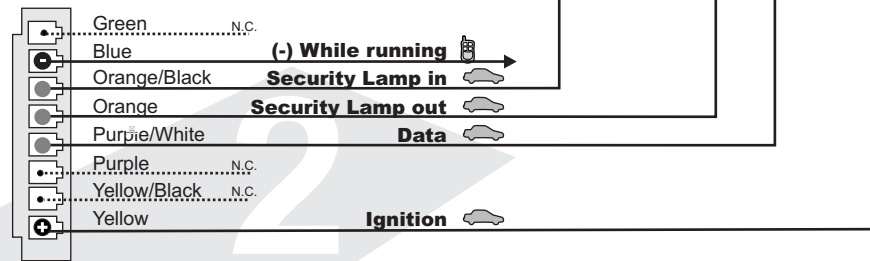 Green N.C.
Blue (-) While running
Orange/Black Security Lamp in
Orange Security Lamp out
Purple/White Data
Purple N.C.
Yellow/Black N.C.
Yellow Ignition
2